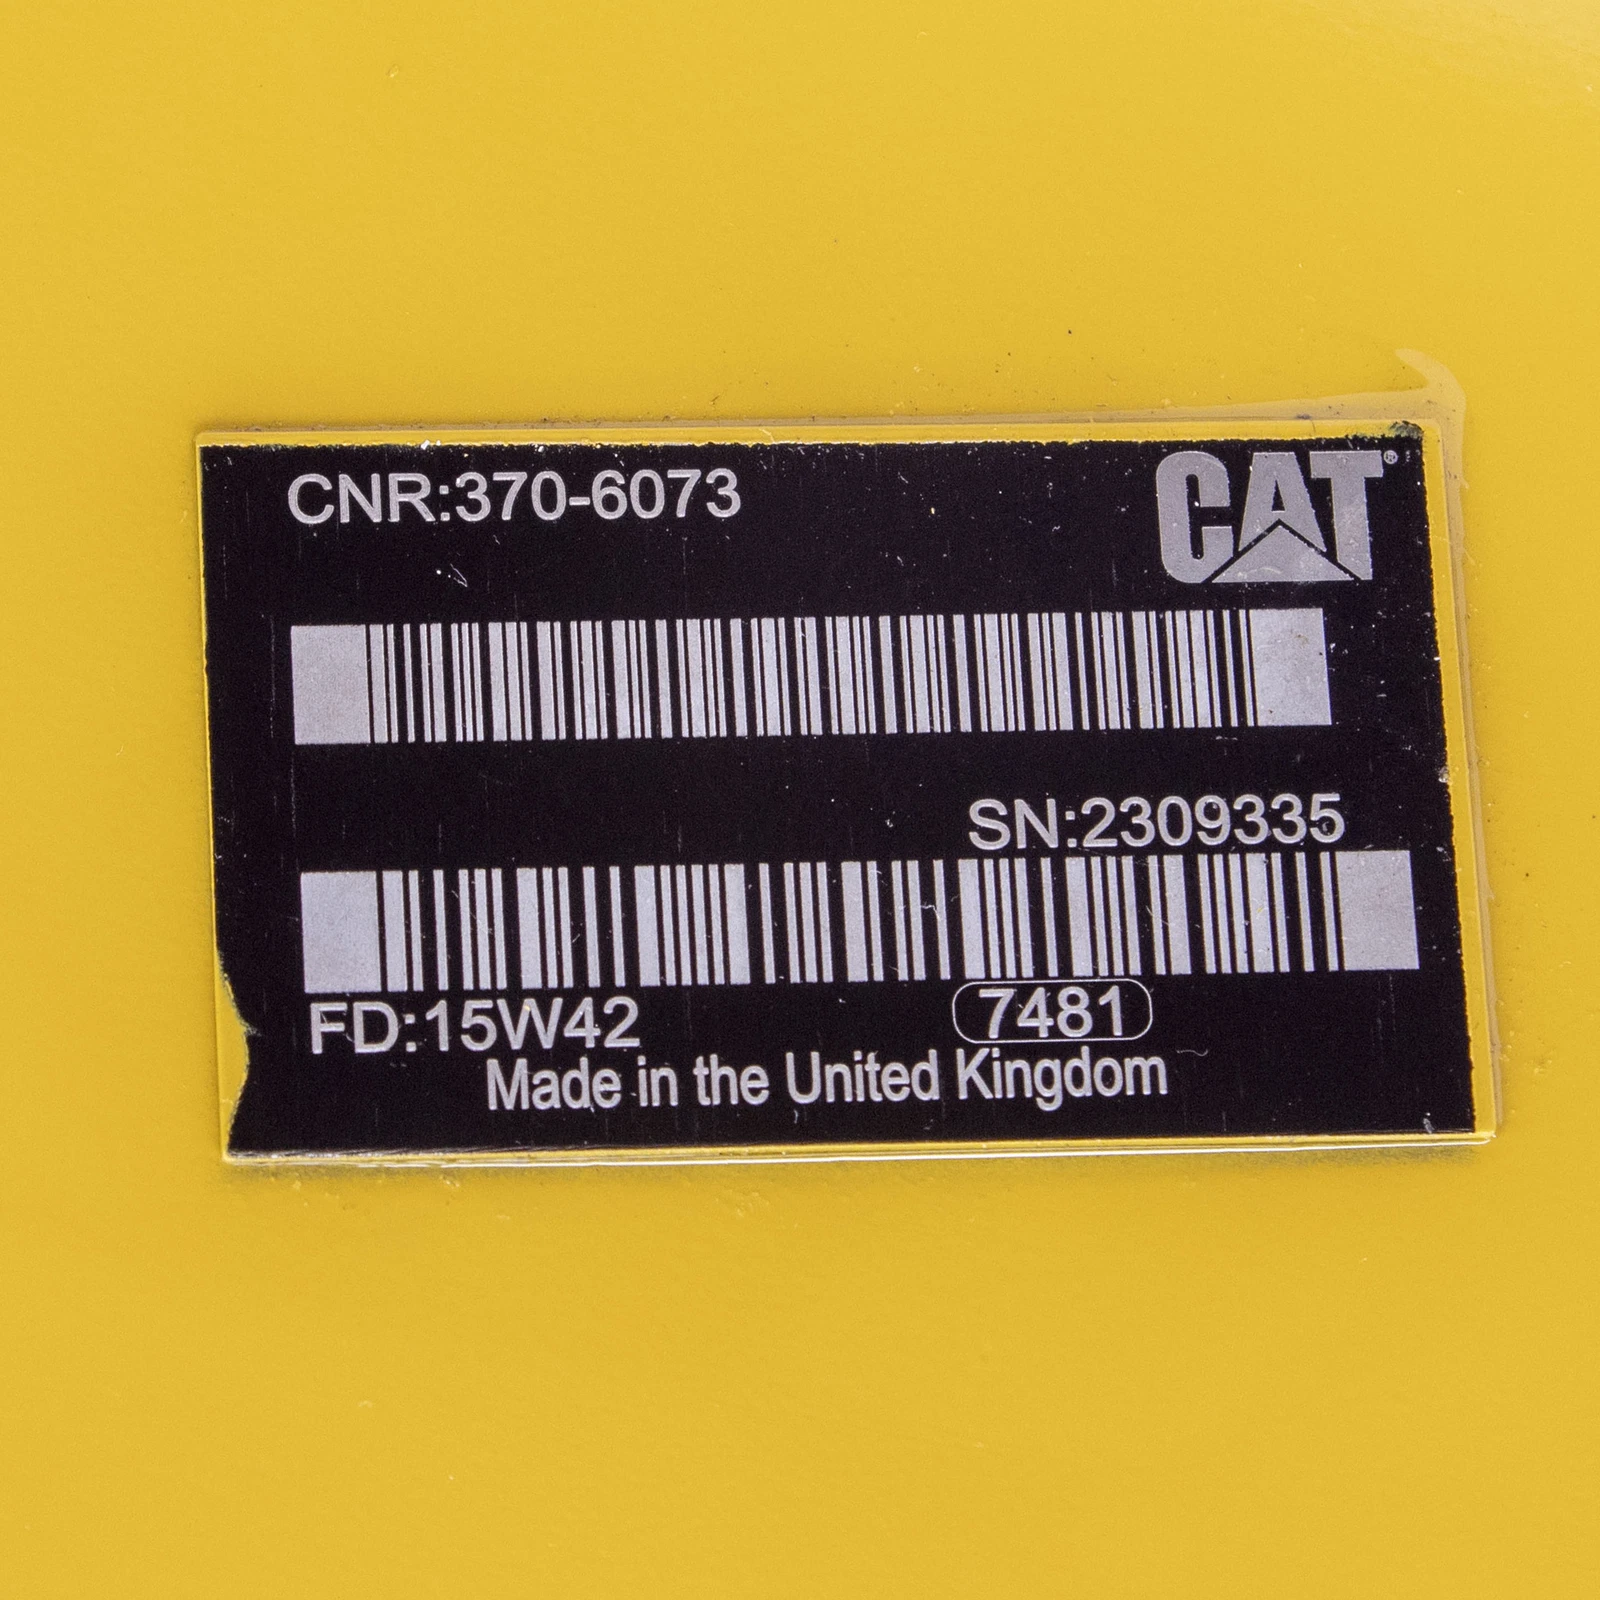 CNR:370-6073
CAT®
SN:2309335
FD:15W42
7481
Made in the United Kingdom